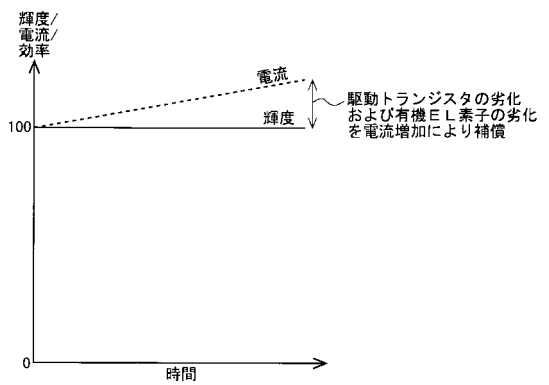 輝度/
電流/
効率
電流
駆動トランジスタの劣化
および有機EL素子の劣化
を電流増加により補償
輝度
100
0
時間